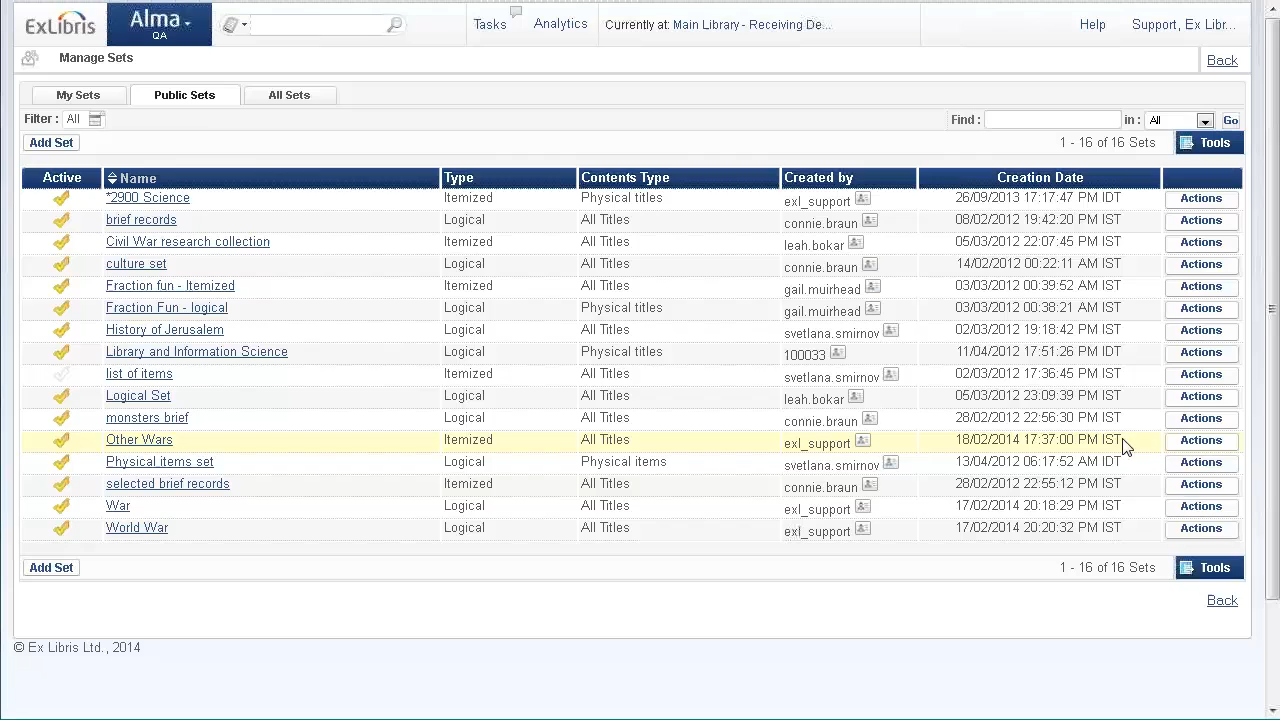 ExLibris Alma QA Tasks Analytics Currently at Main Library - Resource De... Help Support, Ex Libr...
Manage Sets Back
My Sets Public Sets All Sets
Filter : All Find : in : All Go
Add Set 1 - 16 of 16 Sets Tools
Active Name Type Contents Type Created by Creation Date
*2900 Science Itemized Physical titles exl_support 26/09/2013 17:17:47 PM IDT Actions
brief records Logical All Titles connie.braun 08/02/2012 19:42:20 PM IST Actions
Civil War research collection Itemized All Titles leah.bokar 05/03/2012 22:07:45 PM IST Actions
culture set Logical All Titles connie.braun 14/02/2012 00:22:11 AM IST Actions
Fraction fun - Itemized Itemized All Titles gail.muirhead 03/03/2012 00:39:52 AM IST Actions
Fraction Fun - logical Logical Physical titles gail.muirhead 03/03/2012 00:38:21 AM IST Actions
History of Jerusalem Logical All Titles svetlana.smirnov 02/03/2012 19:18:42 PM IST Actions
Library and Information Science Logical Physical titles 100033 11/04/2012 17:51:26 PM IDT Actions
list of items Itemized All Titles svetlana.smirnov 02/03/2012 17:36:45 PM IST Actions
Logical Set Logical All Titles leah.bokar 05/03/2012 23:09:39 PM IST Actions
monsters brief Logical All Titles connie.braun 28/02/2012 22:56:30 PM IST Actions
Other Wars Itemized All Titles exl_support 18/02/2014 17:37:00 PM IST Actions
Physical items set Logical Physical items svetlana.smirnov 13/04/2012 06:17:52 AM IDT Actions
selected brief records Itemized All Titles connie.braun 28/02/2012 22:55:12 PM IST Actions
War Logical All Titles exl_support 17/02/2014 20:18:29 PM IST Actions
World War Logical All Titles exl_support 17/02/2014 20:20:32 PM IST Actions
Add Set 1 - 16 of 16 Sets Tools
Back
© Ex Libris Ltd., 2014